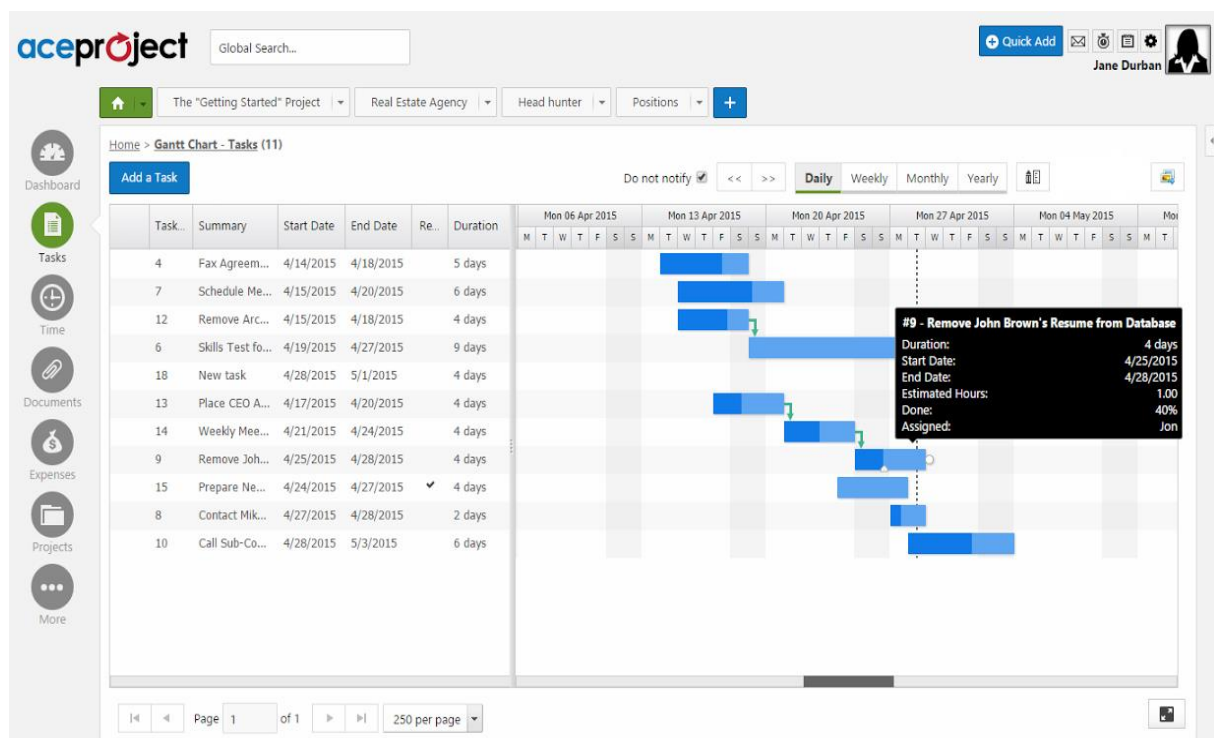 aceproject
Global Search...
Quick Add
Jane Durban
The "Getting Started" Project
Real Estate Agency
Head hunter
Positions
Home > Gantt Chart - Tasks (11)
Add a Task
Do not notify
<< >>
Daily Weekly Monthly Yearly
Dashboard
Tasks
Time
Documents
Expenses
Projects
More
Task... Summary Start Date End Date Re... Duration
Mon 06 Apr 2015 Mon 13 Apr 2015 Mon 20 Apr 2015 Mon 27 Apr 2015 Mon 04 May 2015 Mo
M T W T F S S M T W T F S S M T W T F S S M T W T F S S M T W T F S S M T
4 Fax Agreem... 4/14/2015 4/18/2015 5 days
7 Schedule Me... 4/15/2015 4/20/2015 6 days
12 Remove Arc... 4/15/2015 4/18/2015 4 days
6 Skills Test fo... 4/19/2015 4/27/2015 9 days
18 New task 4/28/2015 5/1/2015 4 days
13 Place CEO A... 4/17/2015 4/20/2015 4 days
14 Weekly Mee... 4/21/2015 4/24/2015 4 days
9 Remove Joh... 4/25/2015 4/28/2015 4 days
15 Prepare Ne... 4/24/2015 4/27/2015 4 days
8 Contact Mik... 4/27/2015 4/28/2015 2 days
10 Call Sub-Co... 4/28/2015 5/3/2015 6 days
#9 - Remove John Brown's Resume from Database
Duration: 4 days
Start Date: 4/25/2015
End Date: 4/28/2015
Estimated Hours: 1.00
Done: 40%
Assigned: Jon
Page 1 of 1
250 per page